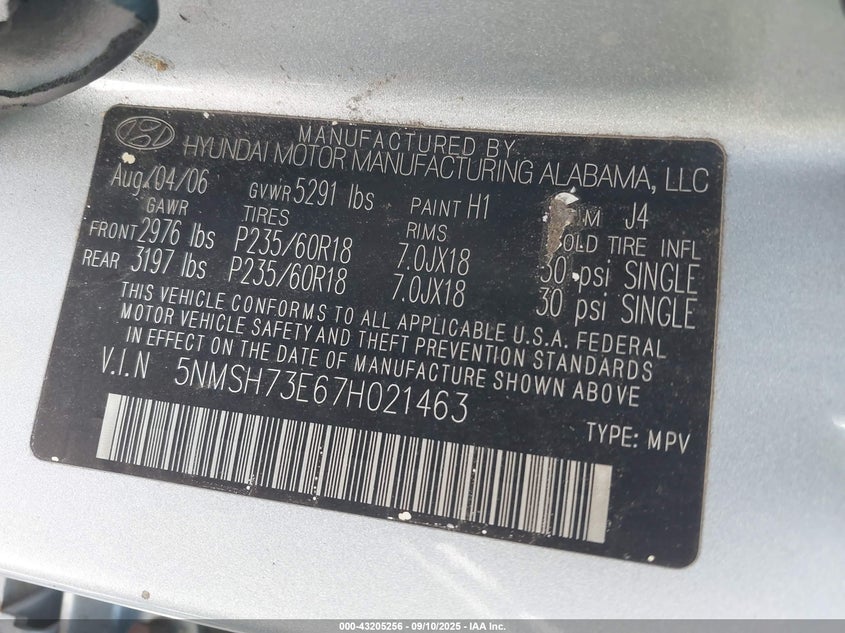 MANUFACTURED BY
HYUNDAI MOTOR MANUFACTURING ALABAMA, LLC
Aug/04/06 GVWR 5291 lbs PAINT H1 M J4
GAWR TIRES RIMS OLD TIRE INFL
FRONT 2976 lbs P235/60R18 7.0JX18 30 psi SINGLE
REAR 3197 lbs P235/60R18 7.0JX18 30 psi SINGLE
THIS VEHICLE CONFORMS TO ALL APPLICABLE U.S.A. FEDERAL
MOTOR VEHICLE SAFETY AND THEFT PREVENTION STANDARDS
IN EFFECT ON THE DATE OF MANUFACTURE SHOWN ABOVE
V.I.N 5NMSH73E67H021463
TYPE: MPV
000-43205256 - 09/10/2025 - IAA Inc.